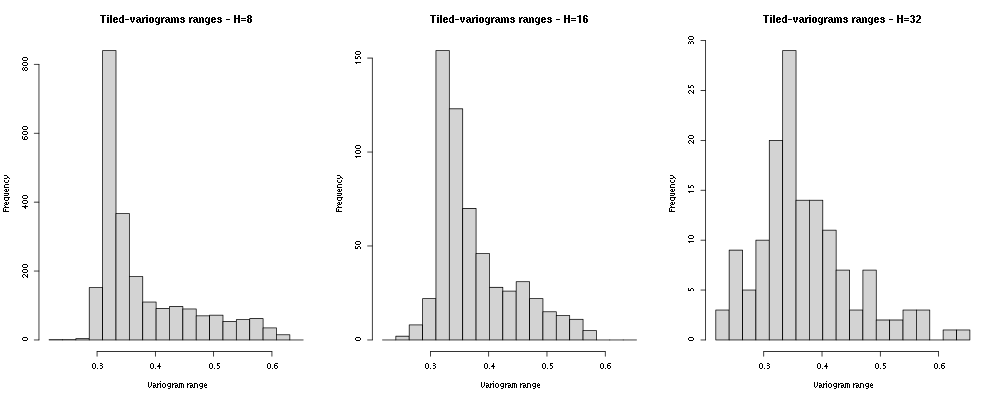 Tiled-variograms ranges - H=8
Frequency
0
200
400
600
800
0.3 0.4 0.5 0.6
Variogram range
Tiled-variograms ranges - H=16
Frequency
0
50
100
150
0.3 0.4 0.5 0.6
Variogram range
Tiled-variograms ranges - H=32
Frequency
0
5
10
15
20
25
30
0.3 0.4 0.5 0.6
Variogram range